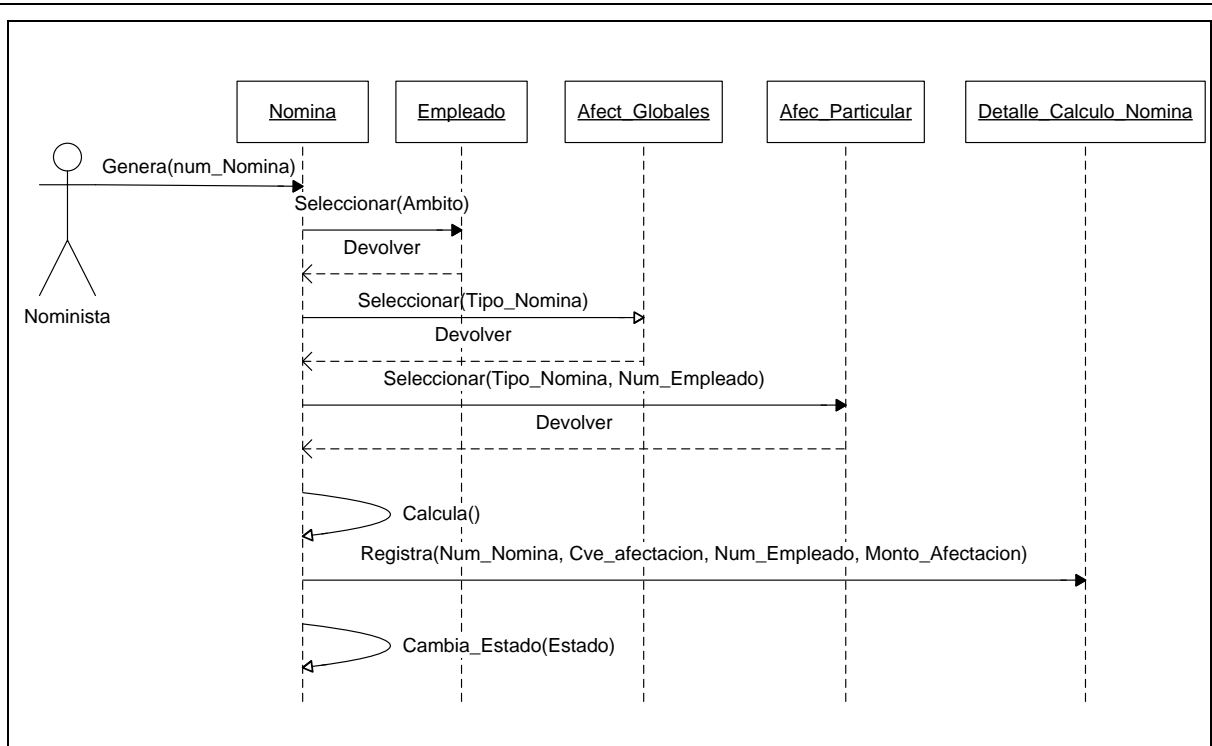 Nomina
Empleado
Afect_Globales
Afec_Particular
Detalle_Calculo_Nomina
Genera(num_Nomina)
Seleccionar(Ambito)
Devolver
Seleccionar(Tipo_Nomina)
Nominista
Devolver
Seleccionar(Tipo_Nomina, Num_Empleado)
Devolver
Calcula()
Registra(Num_Nomina, Cve_afectacion, Num_Empleado, Monto_Afectacion)
Cambia_Estado(Estado)